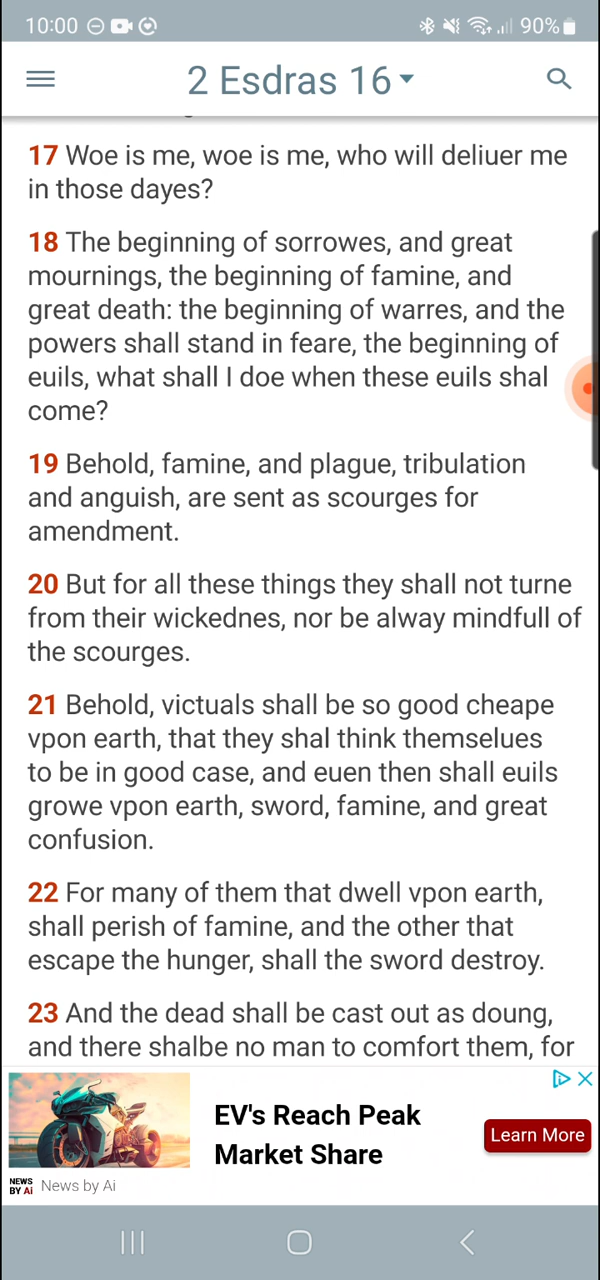 10:00 90%
2 Esdras 16
17 Woe is me, woe is me, who will deliuer me
in those dayes?
18 The beginning of sorrowes, and great
mournings, the beginning of famine, and
great death: the beginning of warres, and the
powers shall stand in feare, the beginning of
euils, what shall I doe when these euils shal
come?
19 Behold, famine, and plague, tribulation
and anguish, are sent as scourges for
amendment.
20 But for all these things they shall not turne
from their wickednes, nor be alway mindfull of
the scourges.
21 Behold, victuals shall be so good cheape
vpon earth, that they shal think themselues
to be in good case, and euen then shall euils
growe vpon earth, sword, famine, and great
confusion.
22 For many of them that dwell vpon earth,
shall perish of famine, and the other that
escape the hunger, shall the sword destroy.
23 And the dead shall be cast out as doung,
and there shalbe no man to comfort them, for
EV's Reach Peak
Market Share
Learn More
NEWS
BY Ai
News by Ai